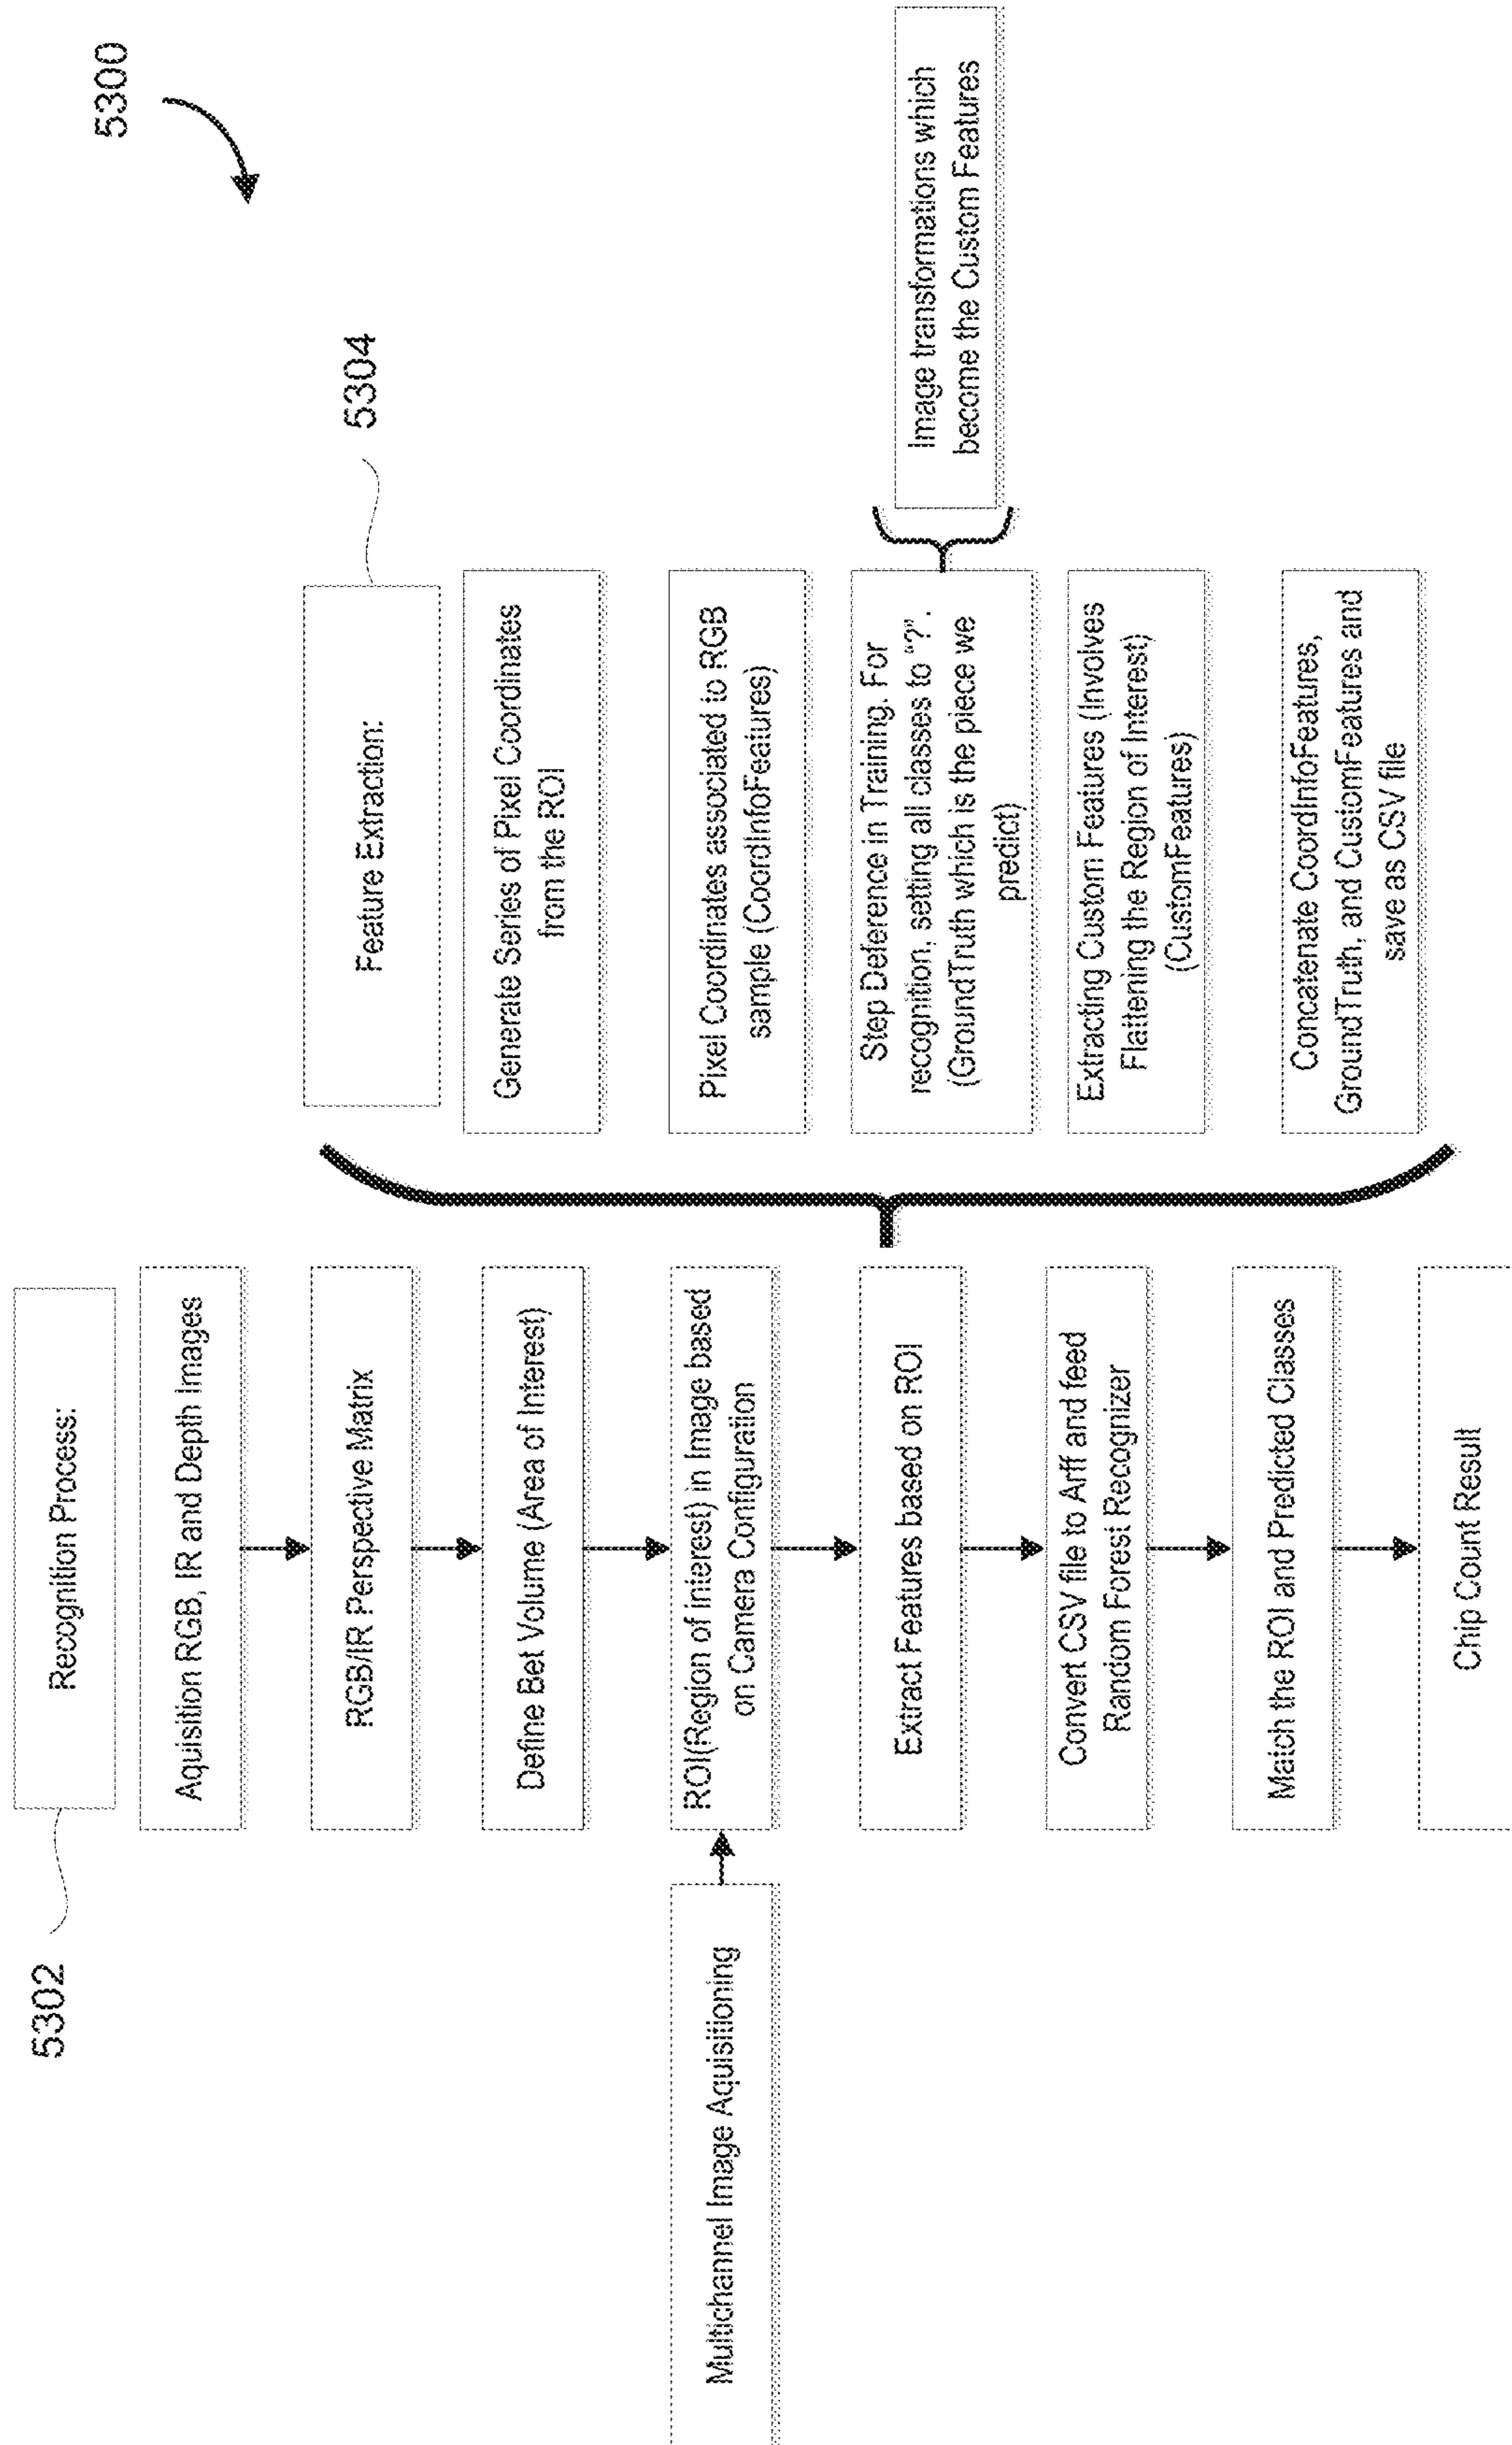 5300
5302
Recognition Process:
Aquisition RGB, IR and Depth Images
RGB/IR Perspective Matrix
Define Bet Volume (Area of Interest)
Multichannel Image Aquisitioning
ROI(Region of interest) in Image based
on Camera Configuration
Extract Features based on ROI
Convert CSV file to Arff and feed
Random Forest Recognizer
Match the ROI and Predicted Classes
Chip Count Result
5304
Feature Extraction:
Generate Series of Pixel Coordinates
from the ROI
Pixel Coordinates associated to RGB
sample (CoordInfoFeatures)
Step Deference in Training. For
recognition, setting all classes to "?".
(GroundTruth which is the piece we
predict)
Extracting Custom Features (Involves
Flattening the Region of Interest)
(CustomFeatures)
Concatenate CoordInfoFeatures,
GroundTruth, and CustomFeatures and
save as CSV file
Image transformations which
become the Custom Features